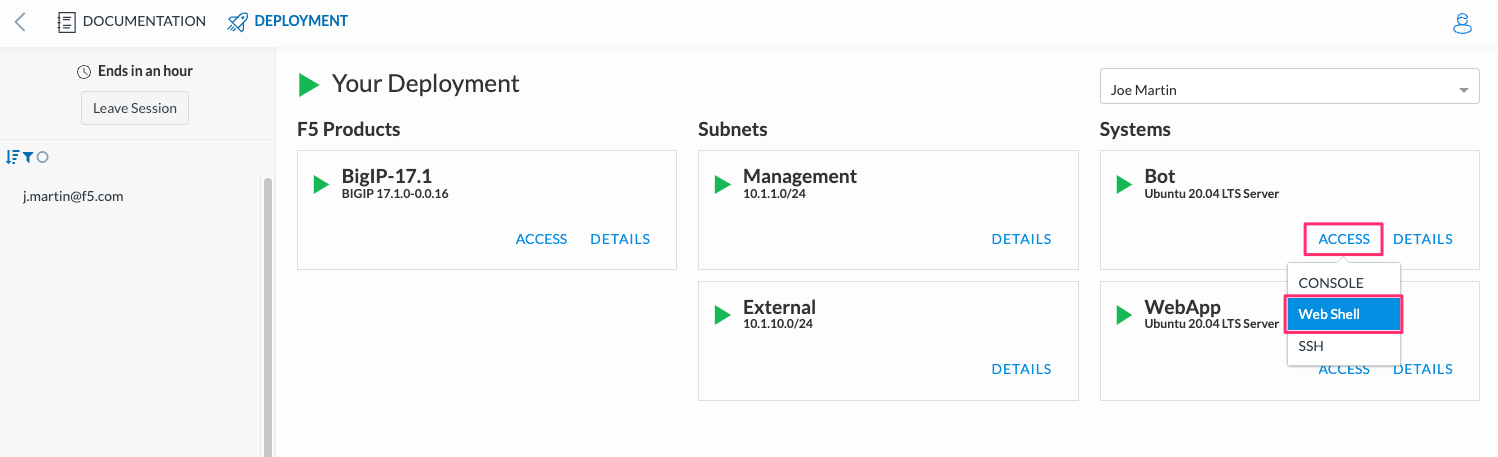 DOCUMENTATION
DEPLOYMENT
Ends in an hour
Leave Session
j.martin@f5.com
Your Deployment
Joe Martin
F5 Products
BigIP-17.1
BIGIP 17.1.0-0.0.16
ACCESS DETAILS
Subnets
Management
10.1.1.0/24
DETAILS
External
10.1.10.0/24
DETAILS
Systems
Bot
Ubuntu 20.04 LTS Server
ACCESS DETAILS
CONSOLE
Web Shell
SSH
WebApp
Ubuntu 20.04 LTS Server
ACCESS DETAILS